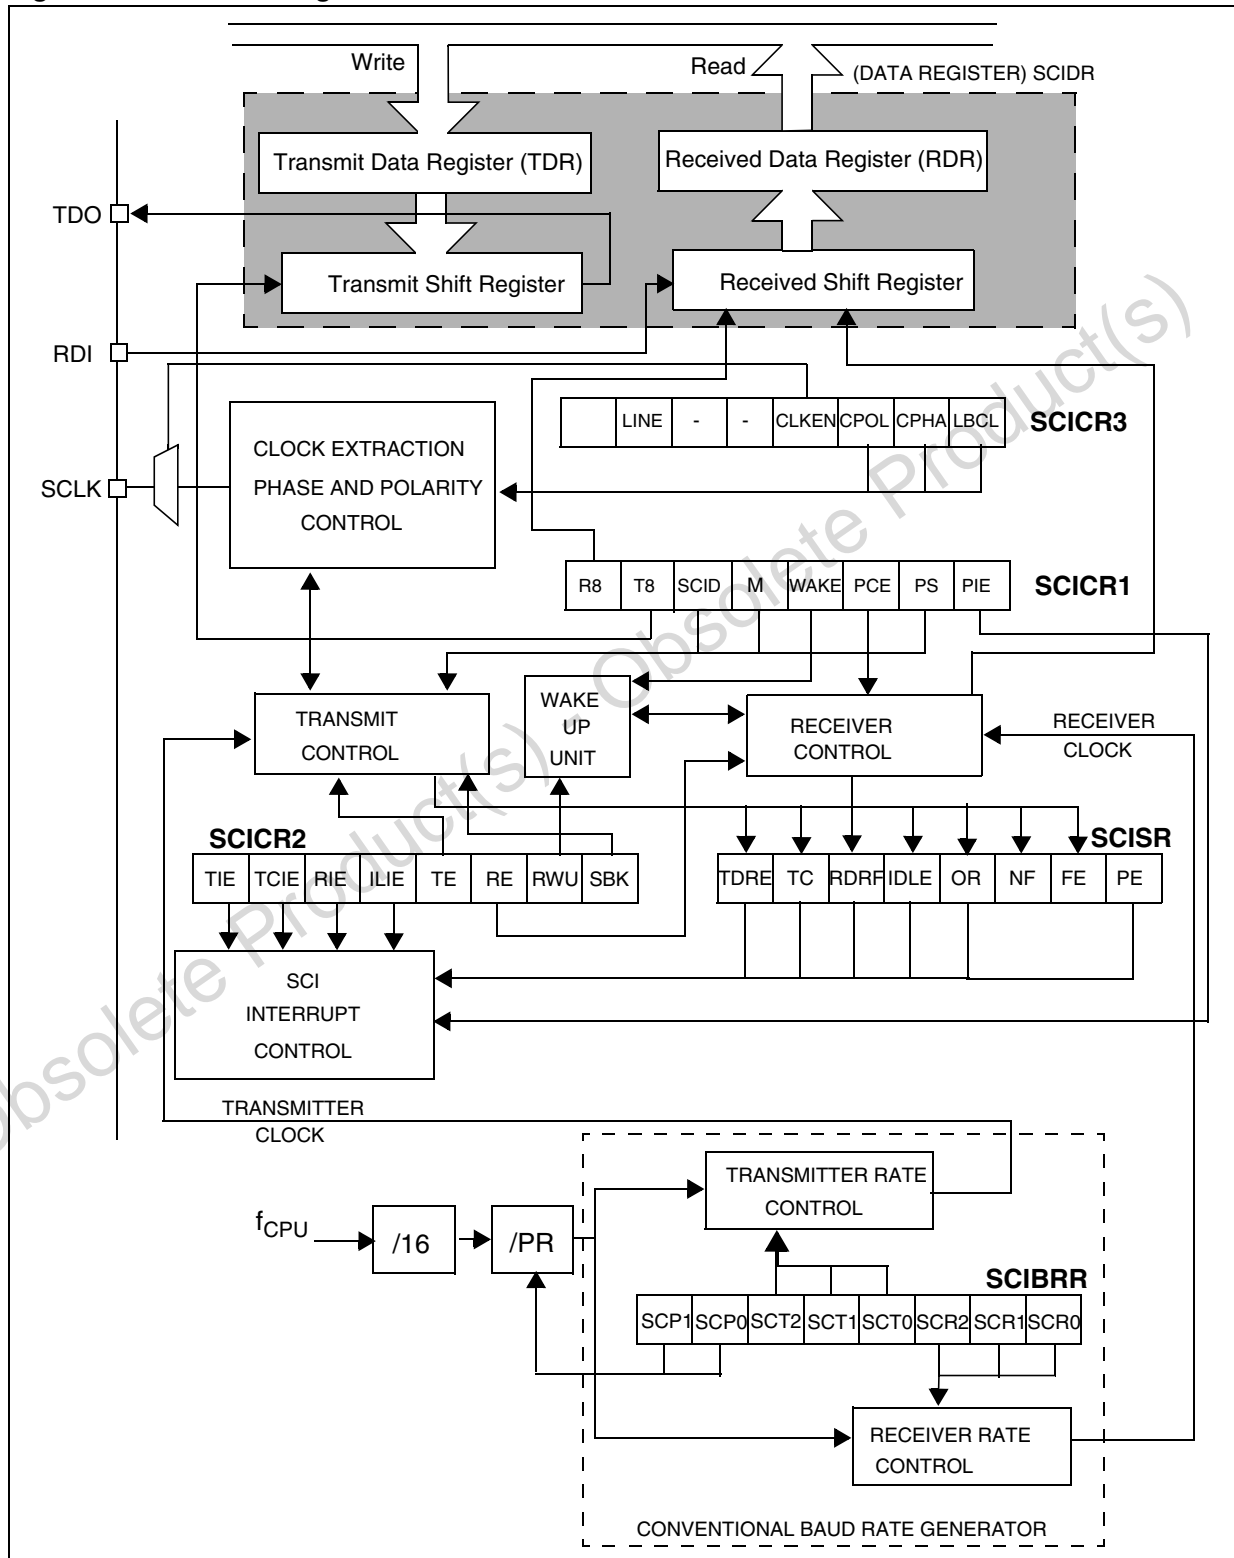 Write
Read
(DATA REGISTER) SCIDR
Transmit Data Register (TDR)
Received Data Register (RDR)
TDO
Transmit Shift Register
Received Shift Register
RDI
LINE - - CLKEN CPOL CPHA LBCL
SCICR3
CLOCK EXTRACTION
PHASE AND POLARITY
CONTROL
SCLK
R8 T8 SCID M WAKE PCE PS PIE
SCICR1
TRANSMIT
CONTROL
WAKE
UP
UNIT
RECEIVER
CONTROL
RECEIVER
CLOCK
SCICR2
SCISR
TIE TCIE RIE ILIE TE RE RWU SBK
TDRE TC RDRF IDLE OR NF FE PE
SCI
INTERRUPT
CONTROL
TRANSMITTER
CLOCK
TRANSMITTER RATE
CONTROL
fCPU
/16
/PR
SCIBRR
SCP1 SCP0 SCT2 SCT1 SCT0 SCR2 SCR1 SCR0
RECEIVER RATE
CONTROL
CONVENTIONAL BAUD RATE GENERATOR
Obsolete Product(s) - Obsolete Product(s)